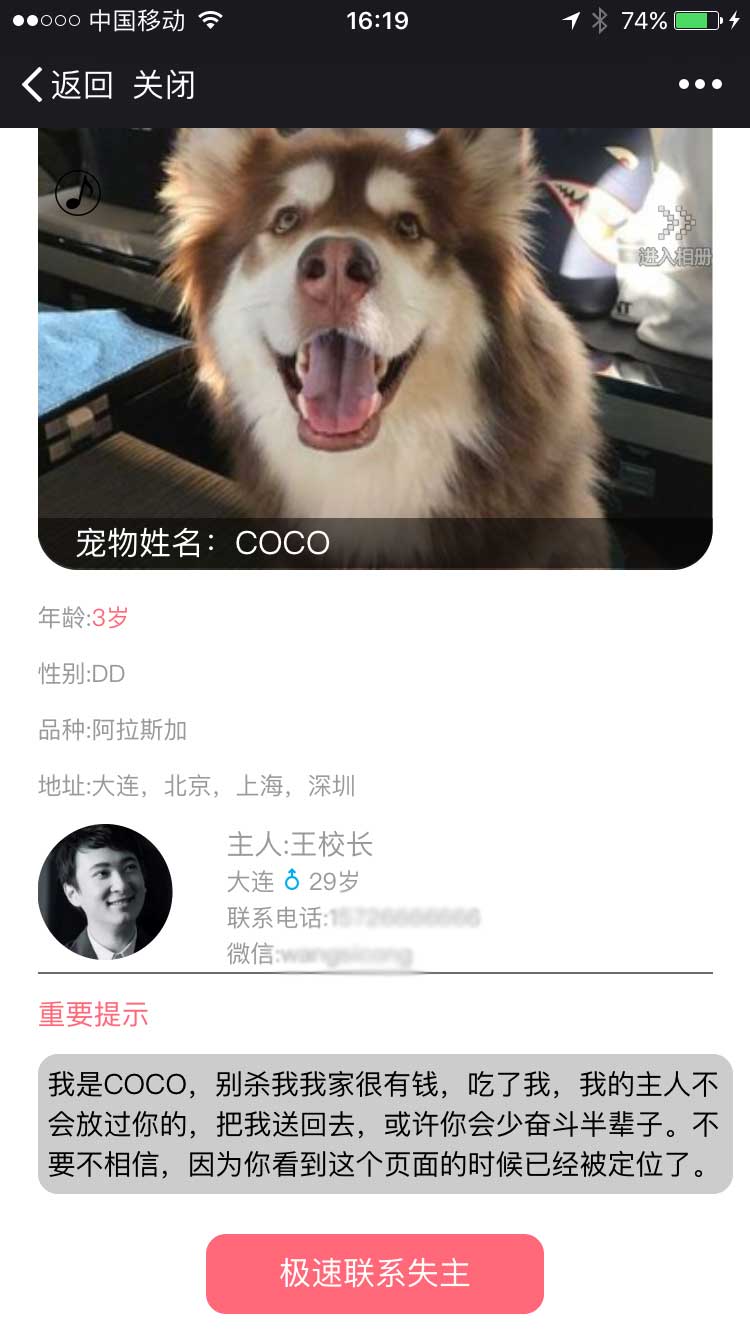 中国移动
16:19
74%
返回 关闭
进入相册
宠物姓名：COCO
年龄:3岁
性别:DD
品种:阿拉斯加
地址:大连，北京，上海，深圳
主人:王校长
大连 29岁
联系电话:
微信:
重要提示
我是COCO，别杀我我家很有钱，吃了我，我的主人不
会放过你的，把我送回去，或许你会少奋斗半辈子。不
要不相信，因为你看到这个页面的时候已经被定位了。
极速联系失主